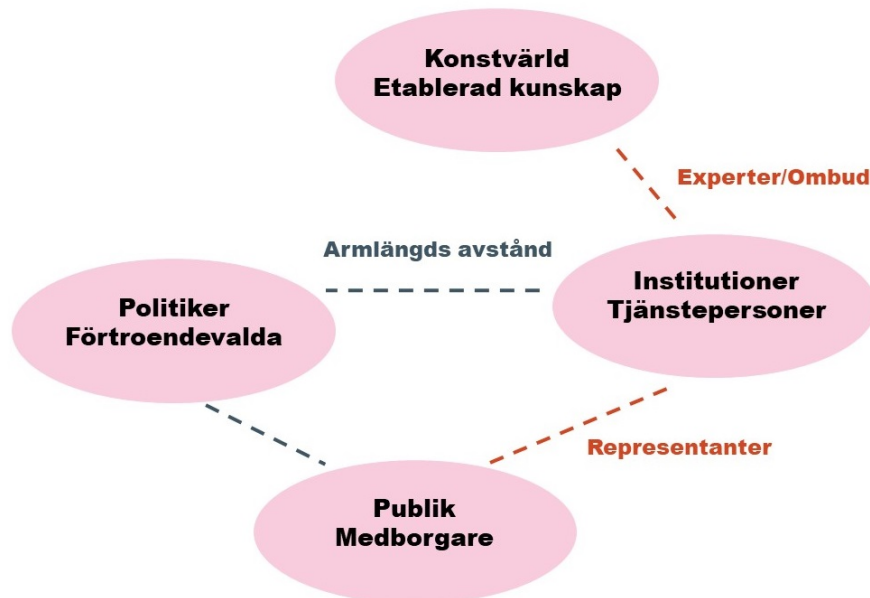 Konstvärld
Etablerad kunskap
Experter/Ombud
Armlängds avstånd
Institutioner
Tjänstepersoner
Politiker
Förtroendevalda
Representanter
Publik
Medborgare